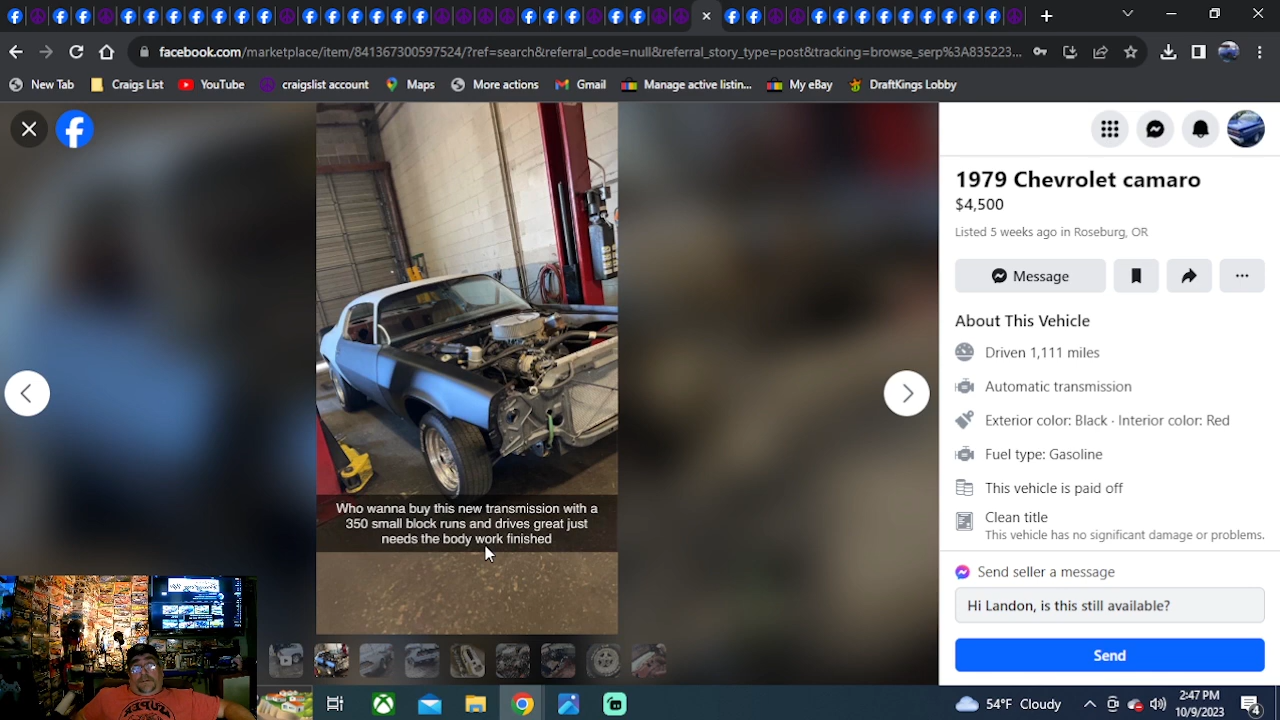 facebook.com/marketplace/item/841367300597524/?ref=search&referral_code=null&referral_story_type=post&tracking=browse_serp%3A835223...
New Tab
Craigs List
YouTube
craigslist account
Maps
More actions
Gmail
Manage active listin...
My eBay
DraftKings Lobby
1979 Chevrolet camaro
$4,500
Listed 5 weeks ago in Roseburg, OR
Message
About This Vehicle
Driven 1,111 miles
Automatic transmission
Exterior color: Black · Interior color: Red
Fuel type: Gasoline
This vehicle is paid off
Clean title
This vehicle has no significant damage or problems.
Send seller a message
Hi Landon, is this still available?
Send
Who wanna buy this new transmission with a
350 small block runs and drives great just
needs the body work finished
54°F Cloudy
2:47 PM
10/9/2023
4